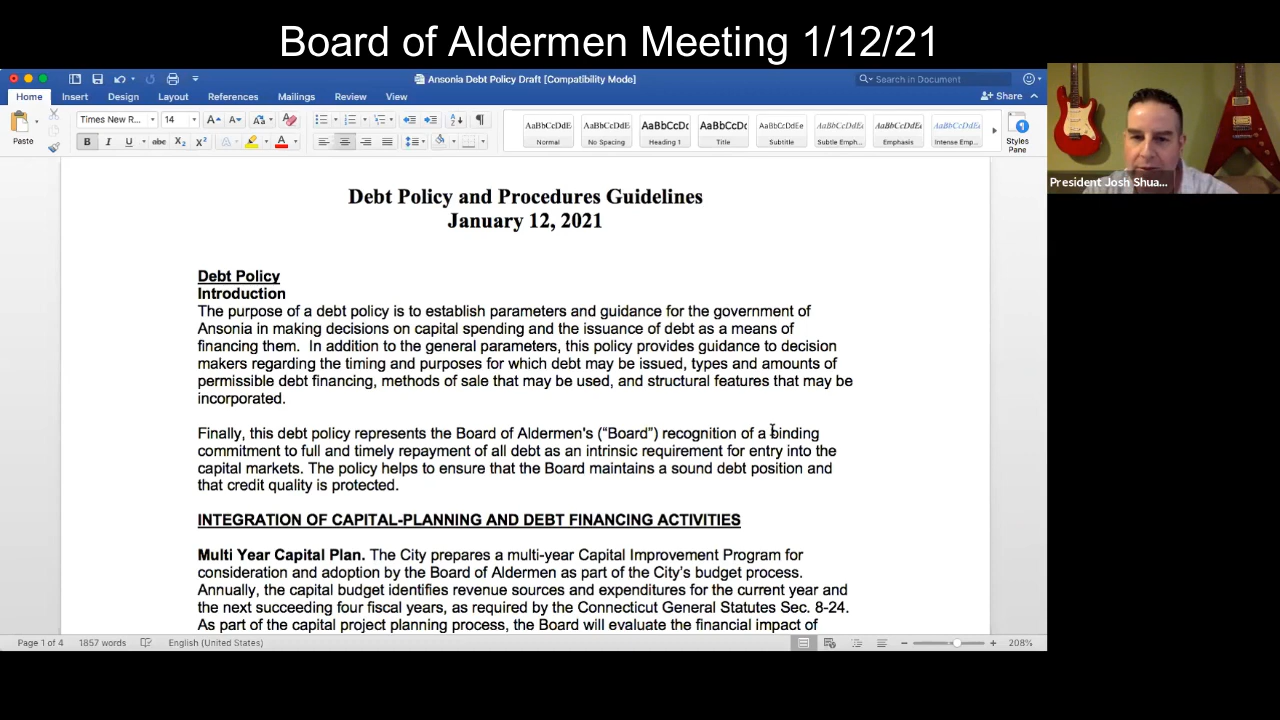 Board of Aldermen Meeting 1/12/21
Ansonia Debt Policy Draft [Compatibility Mode]
Search in Document
Home Insert Design Layout References Mailings Review View
Share
Paste
Times New R... 14
B I U abc X₂ X² A A
AaBbCcDdE AaBbCcDdE AaBbCcDc AaBbCcDc AaBbCcDdEe AaBbCcDdEe AaBbCcDdEe AaBbCcDdEe
Normal No Spacing Heading 1 Title Subtitle Subtle Emph... Emphasis Intense Emp...
Styles
Pane
President Josh Shua...
Debt Policy and Procedures Guidelines
January 12, 2021
Debt Policy
Introduction
The purpose of a debt policy is to establish parameters and guidance for the government of
Ansonia in making decisions on capital spending and the issuance of debt as a means of
financing them. In addition to the general parameters, this policy provides guidance to decision
makers regarding the timing and purposes for which debt may be issued, types and amounts of
permissible debt financing, methods of sale that may be used, and structural features that may be
incorporated.
Finally, this debt policy represents the Board of Aldermen's (“Board”) recognition of a binding
commitment to full and timely repayment of all debt as an intrinsic requirement for entry into the
capital markets. The policy helps to ensure that the Board maintains a sound debt position and
that credit quality is protected.
INTEGRATION OF CAPITAL-PLANNING AND DEBT FINANCING ACTIVITIES
Multi Year Capital Plan. The City prepares a multi-year Capital Improvement Program for
consideration and adoption by the Board of Aldermen as part of the City’s budget process.
Annually, the capital budget identifies revenue sources and expenditures for the current year and
the next succeeding four fiscal years, as required by the Connecticut General Statutes Sec. 8-24.
As part of the capital project planning process, the Board will evaluate the financial impact of
Page 1 of 4 1857 words English (United States) 208%